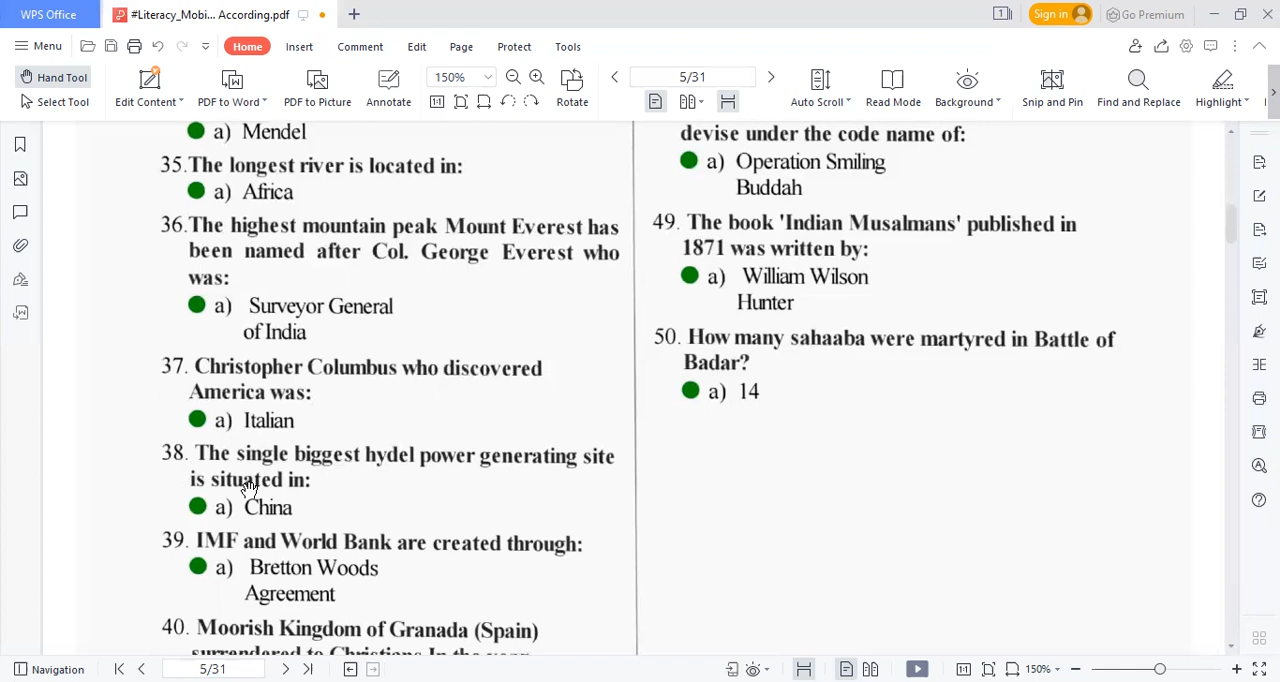 WPS Office
#Literacy_Mobi... According.pdf
Sign in
Go Premium
Menu
Home
Insert
Comment
Edit
Page
Protect
Tools
Hand Tool
Select Tool
Edit Content
PDF to Word
PDF to Picture
Annotate
150%
Rotate
5/31
Auto Scroll
Read Mode
Background
Snip and Pin
Find and Replace
Highlight
a) Mendel
35.The longest river is located in:
a) Africa
36.The highest mountain peak Mount Everest has
been named after Col. George Everest who
was:
a) Surveyor General
of India
37. Christopher Columbus who discovered
America was:
a) Italian
38. The single biggest hydel power generating site
is situated in:
a) China
39. IMF and World Bank are created through:
a) Bretton Woods
Agreement
40. Moorish Kingdom of Granada (Spain)
surrendered to Christians In the year
devise under the code name of:
a) Operation Smiling
Buddah
49. The book 'Indian Musalmans' published in
1871 was written by:
a) William Wilson
Hunter
50. How many sahaaba were martyred in Battle of
Badar?
a) 14
Navigation
5/31
150%